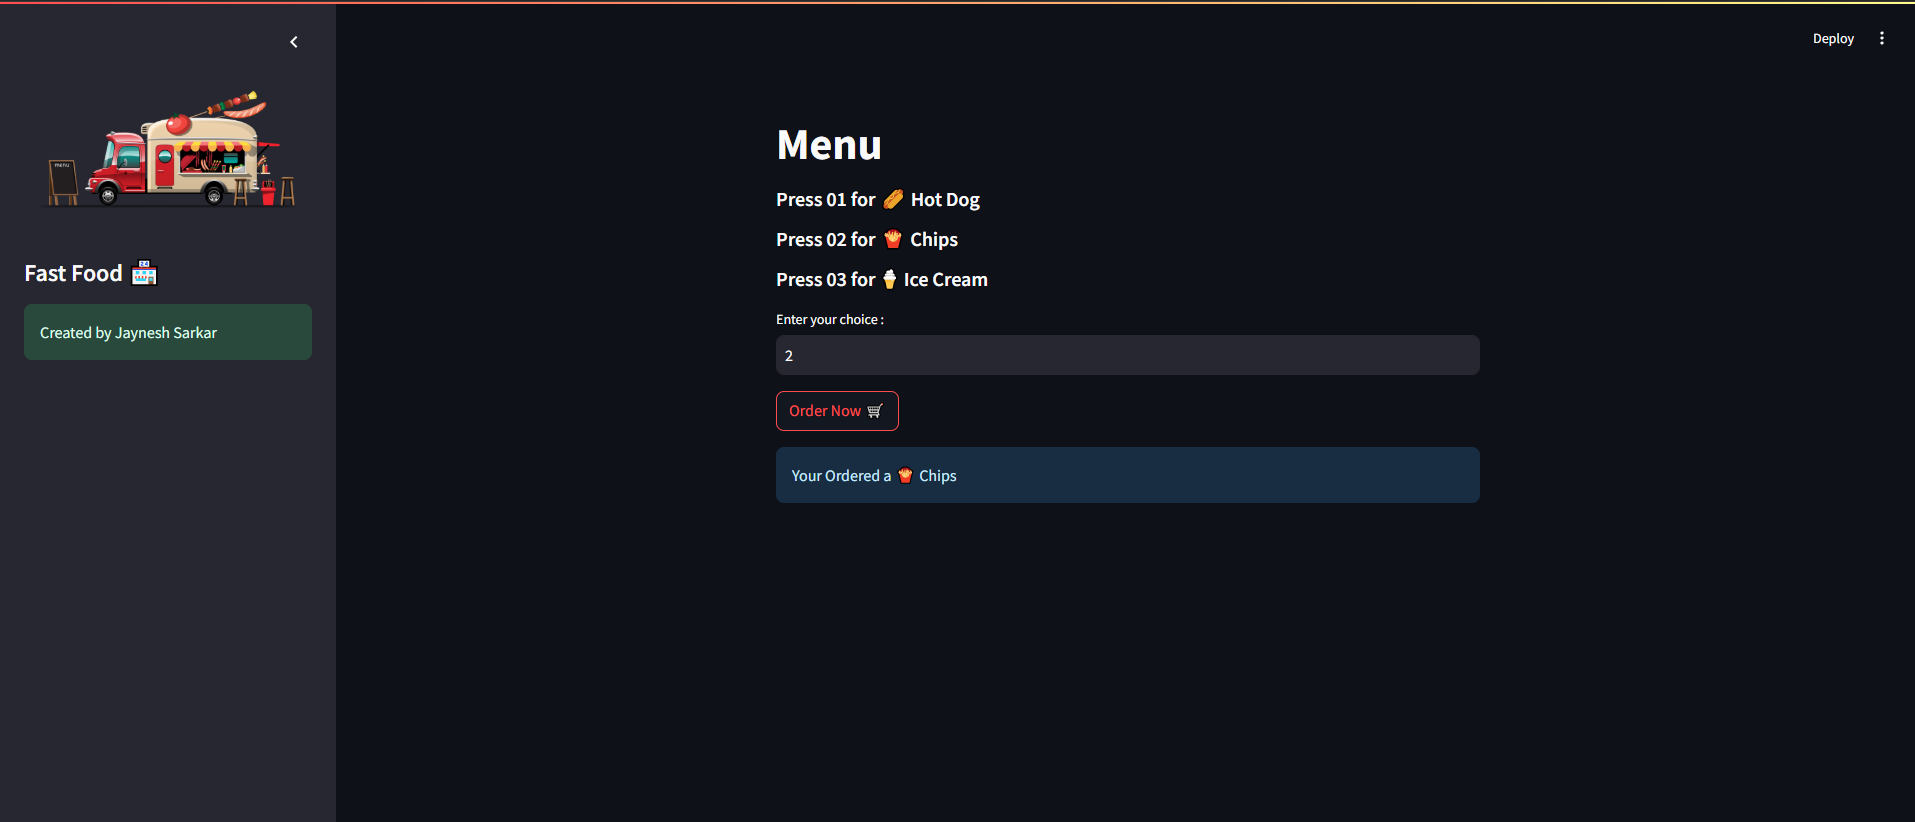 Deploy
MENU
Fast Food 🏪
24
Created by Jaynesh Sarkar
Menu
Press 01 for 🌭 Hot Dog
Press 02 for 🍟 Chips
Press 03 for 🍦 Ice Cream
Enter your choice :
2
Order Now 🛒
Your Ordered a 🍟 Chips